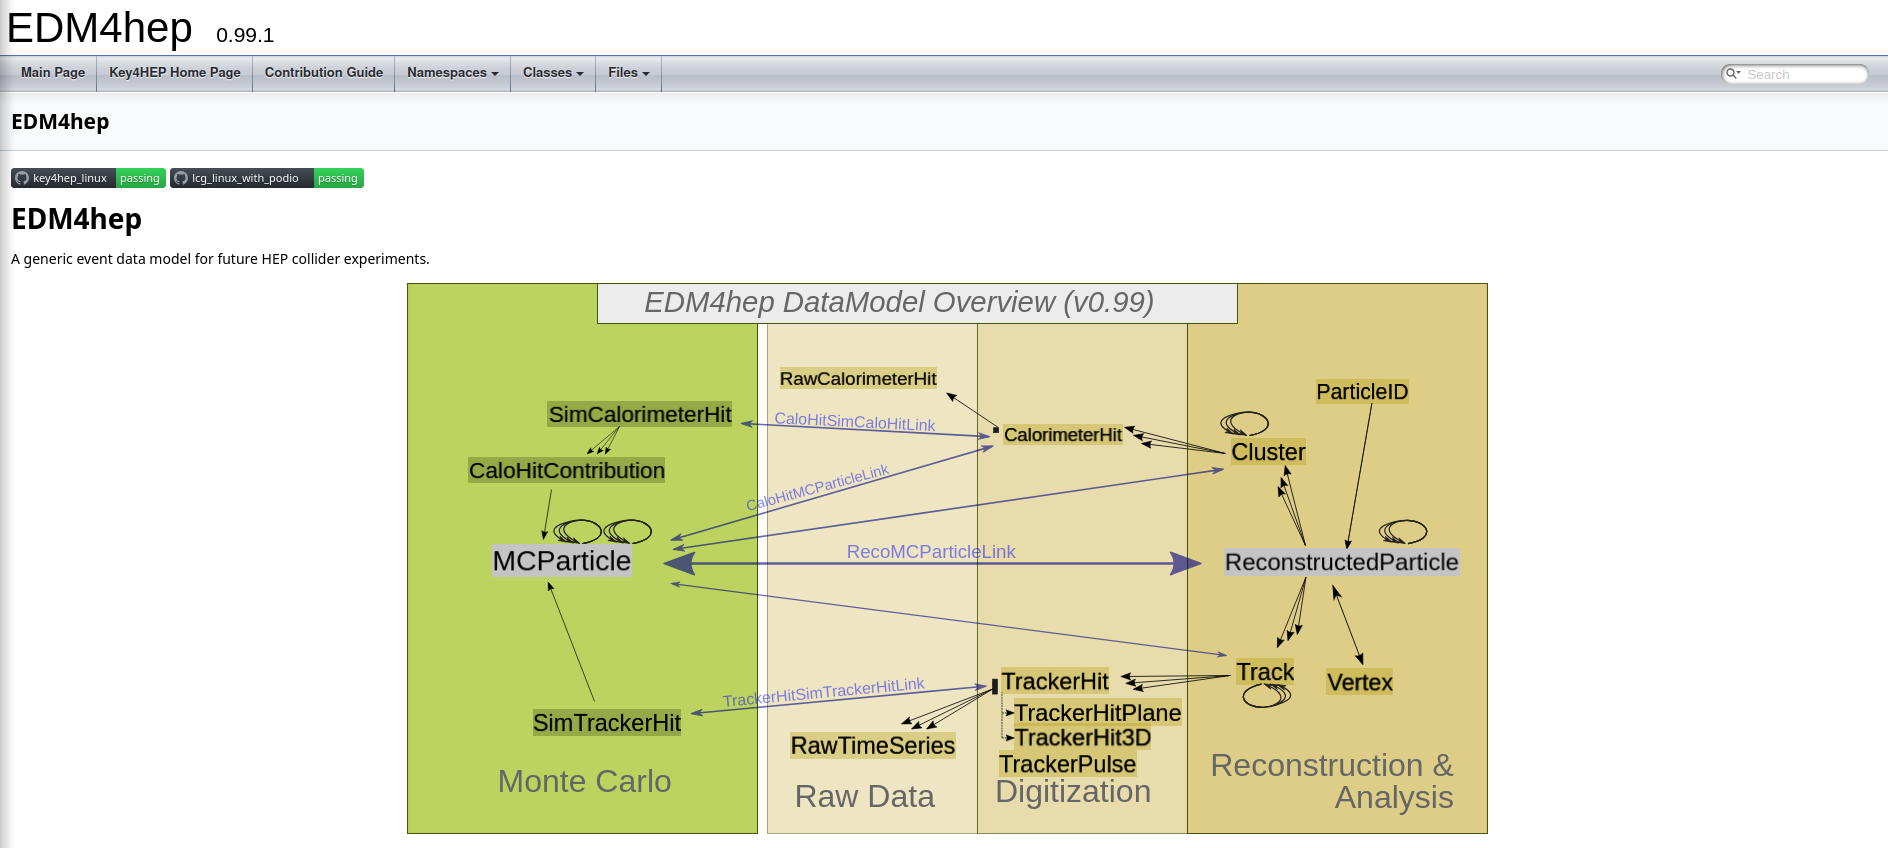 EDM4hep 0.99.1
Main Page Key4HEP Home Page Contribution Guide Namespaces Classes Files Search
EDM4hep
key4hep_linux passing lcg_linux_with_podio passing
EDM4hep
A generic event data model for future HEP collider experiments.
EDM4hep DataModel Overview (v0.99)
RawCalorimeterHit
ParticleID
SimCalorimeterHit
CaloHitSimCaloHitLink
CalorimeterHit
Cluster
CaloHitContribution
CaloHitMCParticleLink
MCParticle
RecoMCParticleLink
ReconstructedParticle
TrackerHit
Track
Vertex
TrackerHitSimTrackerHitLink
TrackerHitPlane
SimTrackerHit
TrackerHit3D
RawTimeSeries
TrackerPulse
Monte Carlo
Raw Data
Digitization
Reconstruction &
Analysis